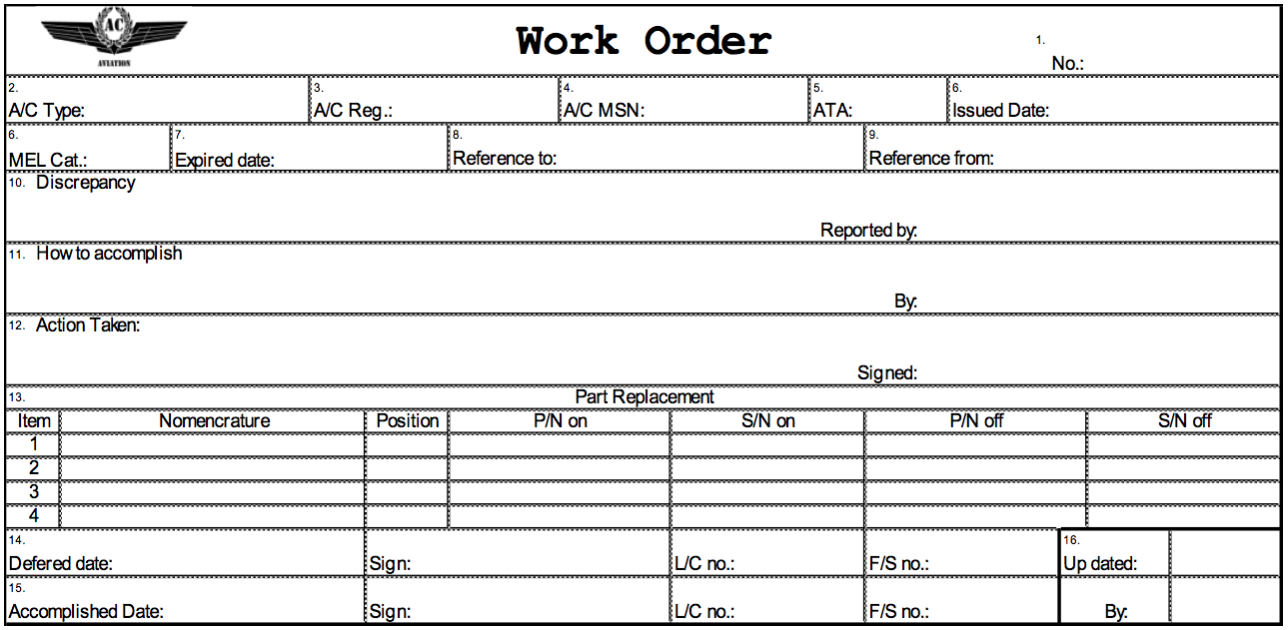 AC
AVIATION
Work Order
1.
No.:
2.
A/C Type:
3.
A/C Reg.:
4.
A/C MSN:
5.
ATA:
6.
Issued Date:
6.
MEL Cat.:
7.
Expired date:
8.
Reference to:
9.
Reference from:
10. Discrepancy
Reported by:
11. How to accomplish
By:
12. Action Taken:
Signed:
13. Part Replacement
Item Nomencrature Position P/N on S/N on P/N off S/N off
1
2
3
4
14.
Defered date: Sign: L/C no.: F/S no.:
16.
Up dated:
15.
Accomplished Date: Sign: L/C no.: F/S no.:
By: